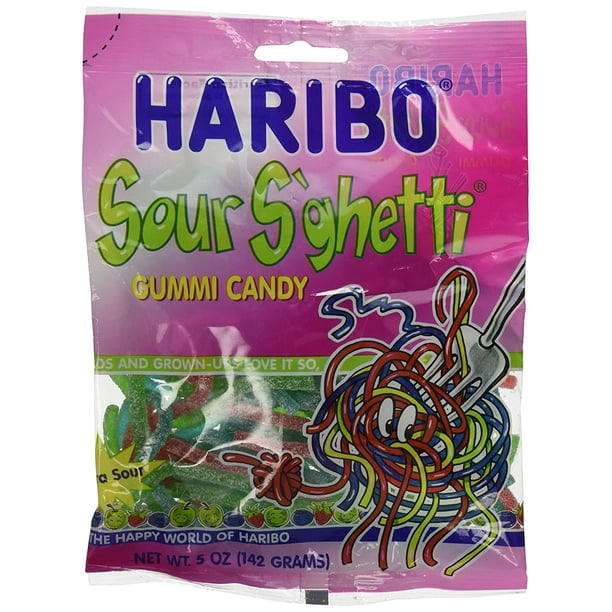 HARIBO®
Sour S'ghetti®
GUMMI CANDY
DS AND GROWN-UPS LOVE IT SO,
a Sour
THE HAPPY WORLD OF HARIBO
NET WT. 5 OZ (142 GRAMS)